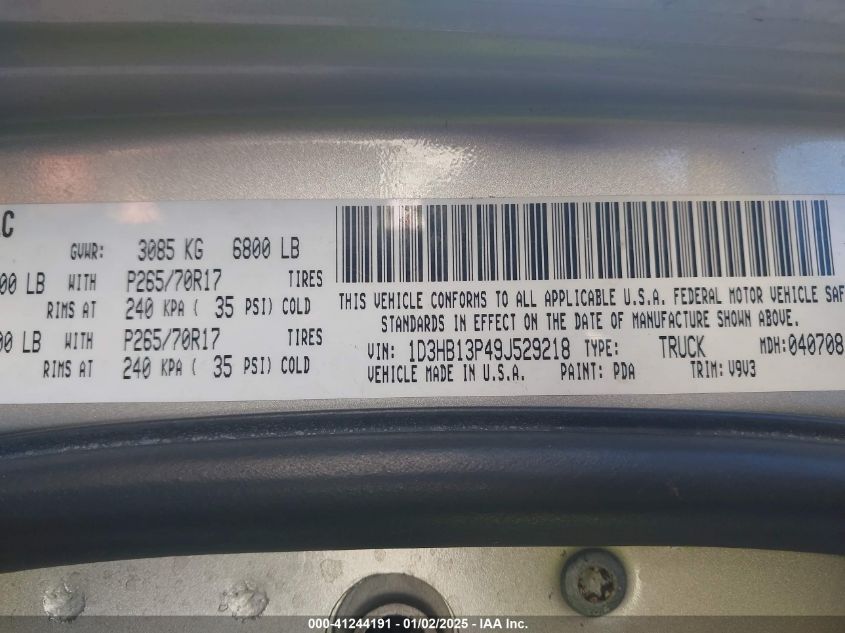 LC
GVWR: 3085 KG 6800 LB
00 LB WITH P265/70R17 TIRES
RIMS AT 240 KPA ( 35 PSI) COLD
00 LB WITH P265/70R17 TIRES
RIMS AT 240 KPA ( 35 PSI) COLD
THIS VEHICLE CONFORMS TO ALL APPLICABLE U.S.A. FEDERAL MOTOR VEHICLE SAF
STANDARDS IN EFFECT ON THE DATE OF MANUFACTURE SHOWN ABOVE.
VIN: 1D3HB13P49J529218 TYPE: TRUCK MDH: 040708
VEHICLE MADE IN U.S.A. PAINT: PDA TRIM: V9V3
000-41244191 - 01/02/2025 - IAA Inc.